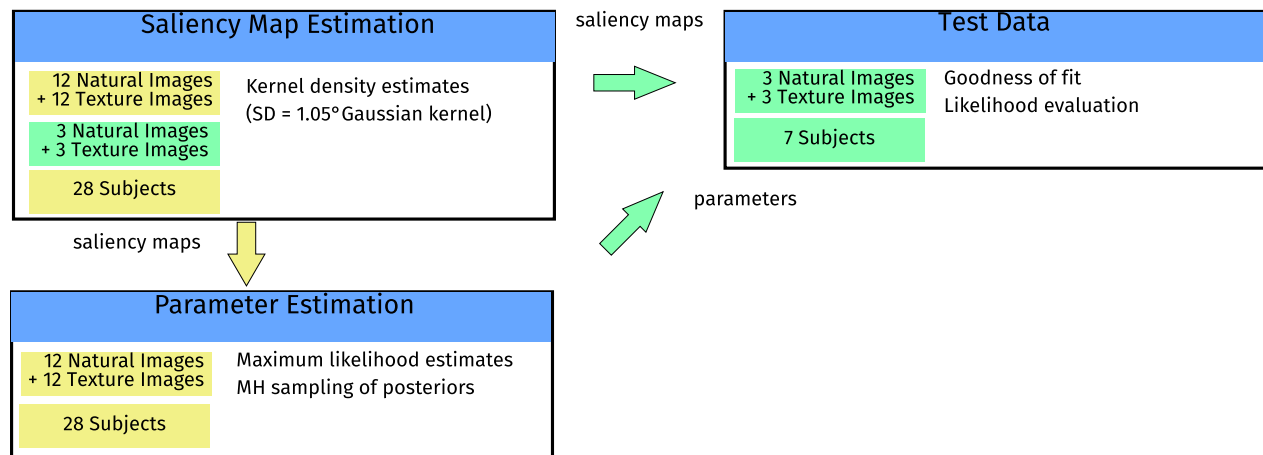 Saliency Map Estimation
12 Natural Images
+ 12 Texture Images
3 Natural Images
+ 3 Texture Images
28 Subjects
Kernel density estimates
(SD = 1.05° Gaussian kernel)
saliency maps
Test Data
3 Natural Images
+ 3 Texture Images
7 Subjects
Goodness of fit
Likelihood evaluation
saliency maps
parameters
Parameter Estimation
12 Natural Images
+ 12 Texture Images
28 Subjects
Maximum likelihood estimates
MH sampling of posteriors